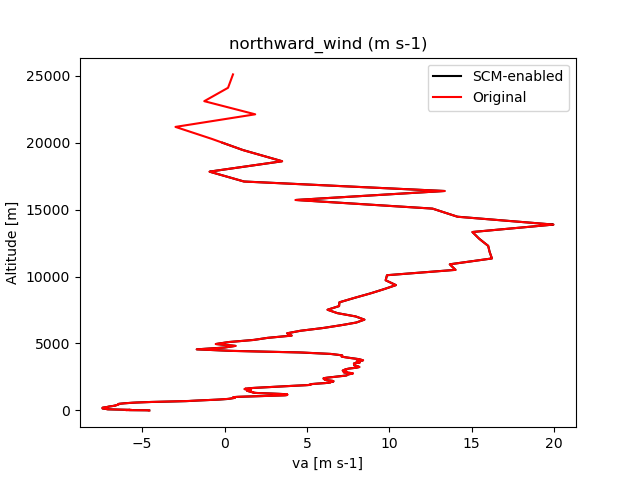 northward_wind (m s-1)
SCM-enabled
Original
25000
20000
15000
10000
5000
0
Altitude [m]
−5
0
5
10
15
20
va [m s-1]